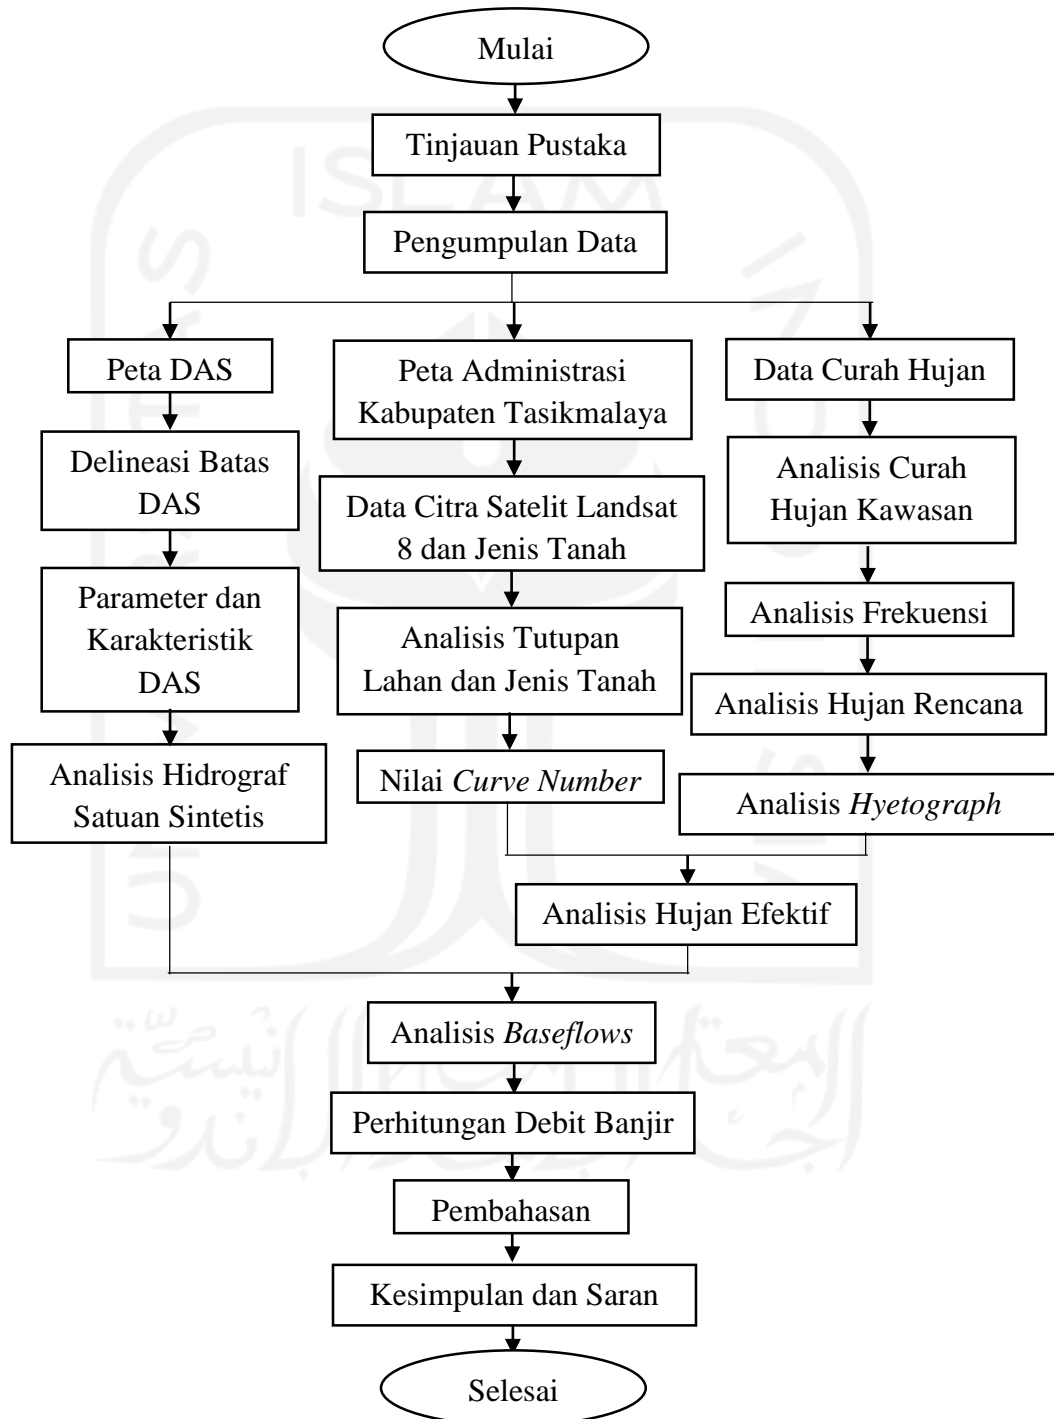 Mulai
Tinjauan Pustaka
Pengumpulan Data
Peta DAS
Delineasi Batas
DAS
Parameter dan
Karakteristik
DAS
Analisis Hidrograf
Satuan Sintetis
Peta Administrasi
Kabupaten Tasikmalaya
Data Citra Satelit Landsat
8 dan Jenis Tanah
Analisis Tutupan
Lahan dan Jenis Tanah
Nilai Curve Number
Data Curah Hujan
Analisis Curah
Hujan Kawasan
Analisis Frekuensi
Analisis Hujan Rencana
Analisis Hyetograph
Analisis Hujan Efektif
Analisis Baseflows
Perhitungan Debit Banjir
Pembahasan
Kesimpulan dan Saran
Selesai
ISLAM